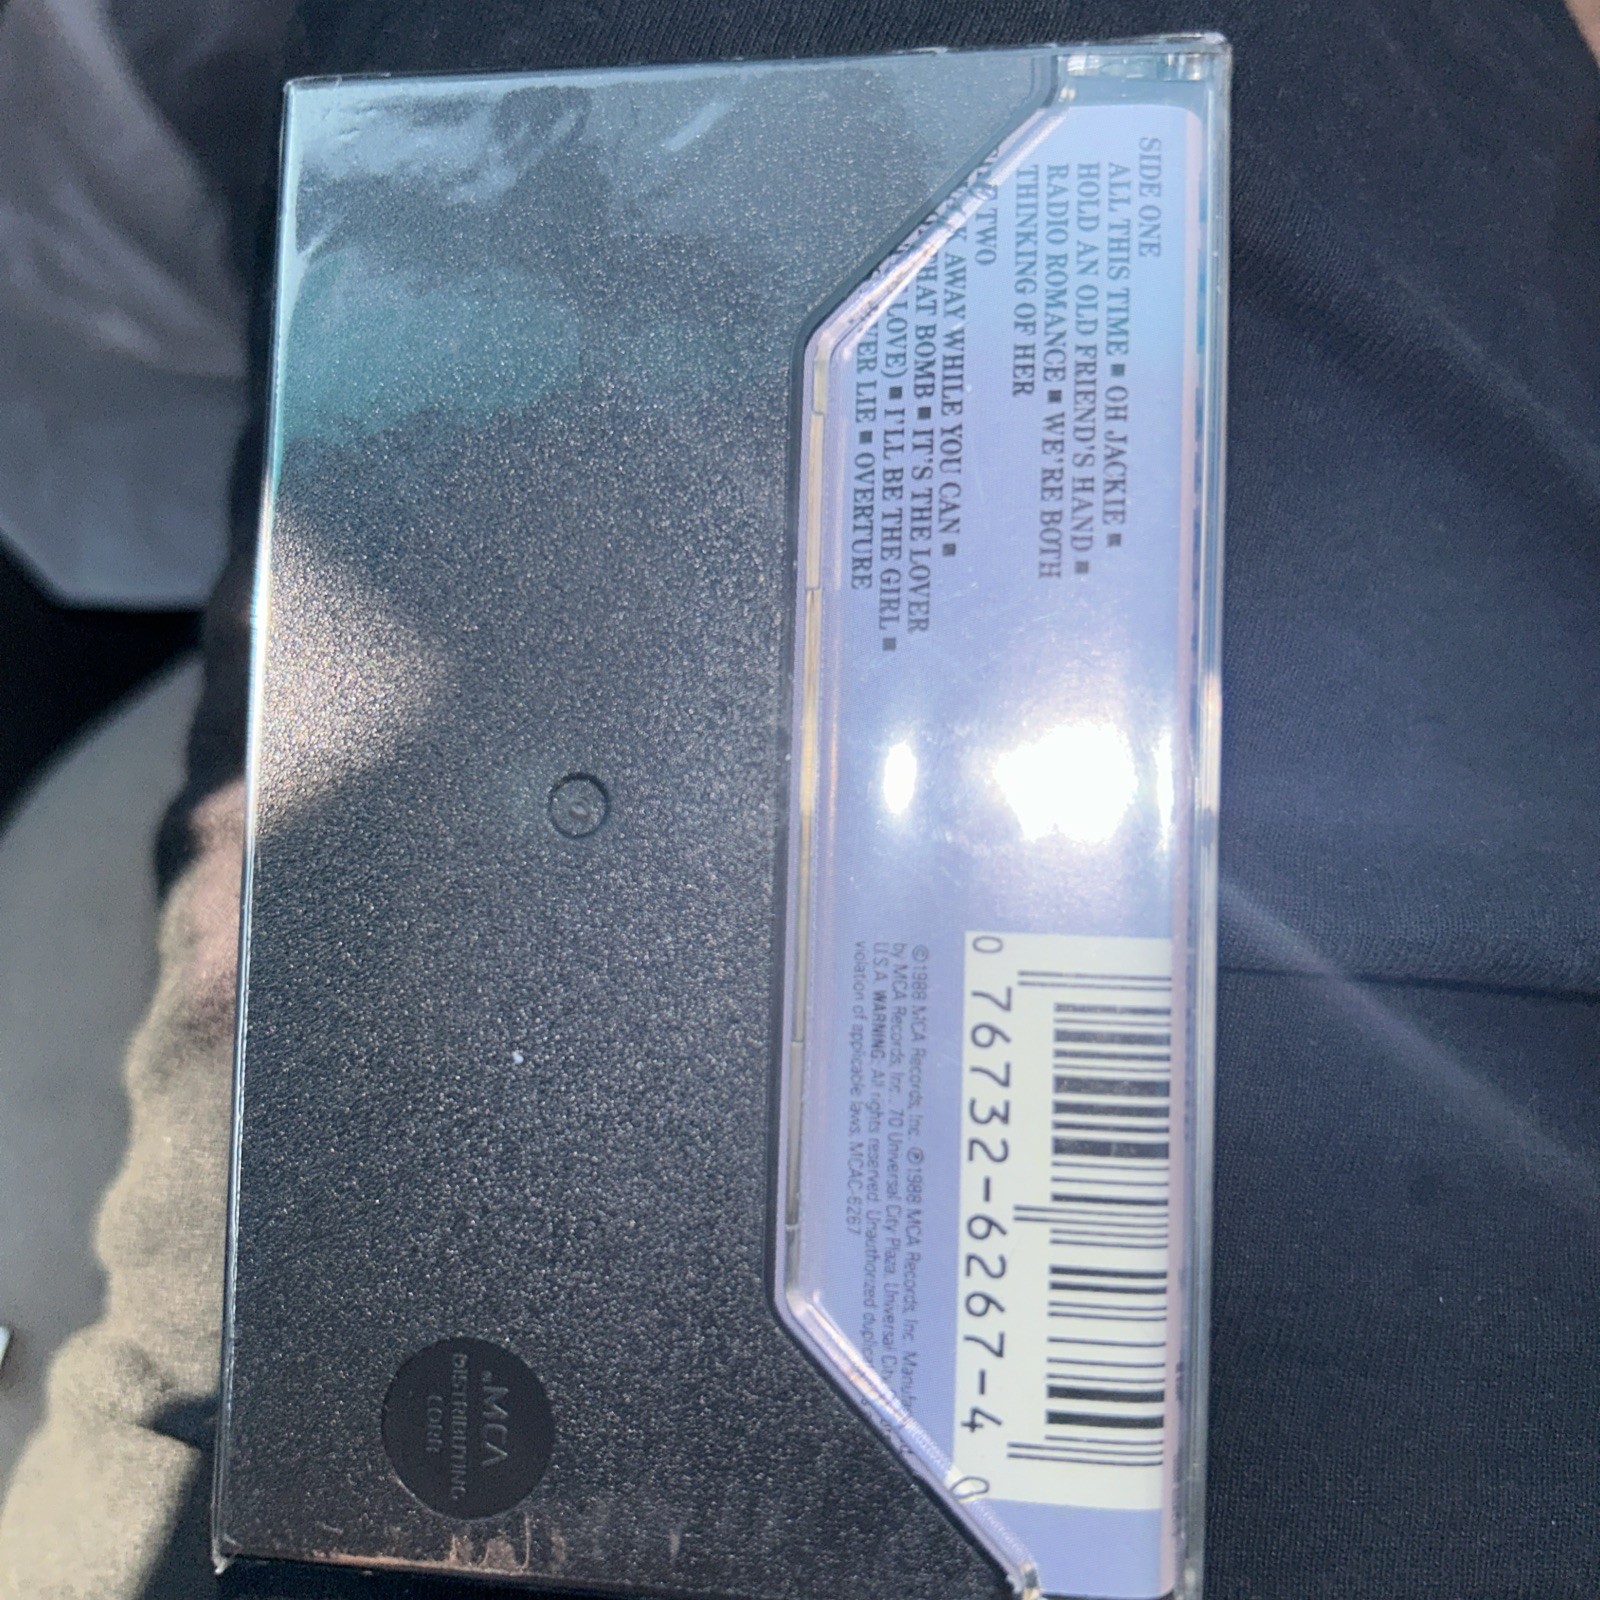 SIDE ONE
ALL THIS TIME ■ OH JACKIE ■
HOLD AN OLD FRIEND'S HAND ■
RADIO ROMANCE ■ WE'RE BOTH
THINKING OF HER
TWO
AWAY WHILE YOU CAN ■
BOMB ■ IT'S THE LOVER
LOVE) ■ I'LL BE THE GIRL ■
LIE ■ OVERTURE
0 76732-6267-4 0
©1988 MCA Records, Inc. ℗1988 MCA Records, Inc.
by MCA Records, Inc., 70 Universal City Plaza, Universal City
U.S.A. WARNING: All rights reserved. Unauthorized
violation of applicable laws. MCAC-6267
MCA
DISTRIBUTING
CORP.